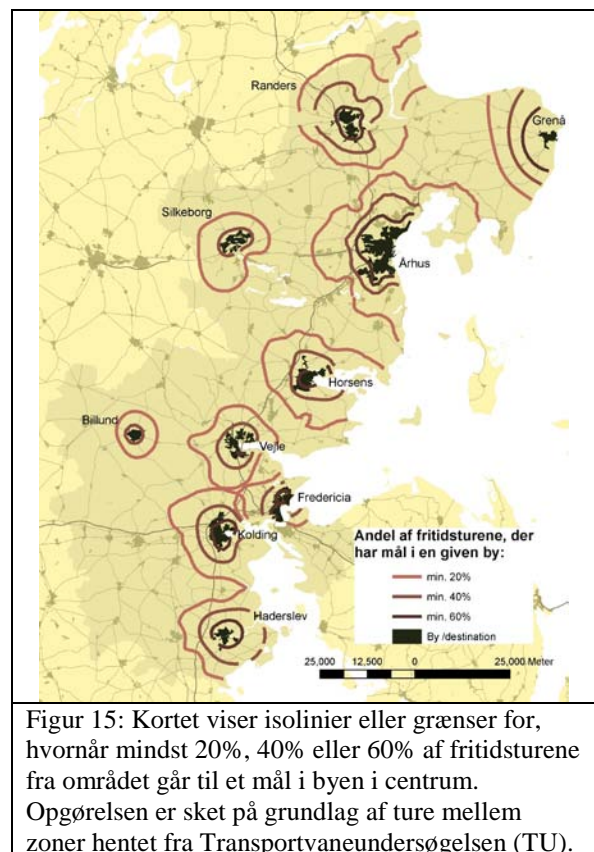 Randers
Grenå
Silkeborg
Århus
Horsens
Billund
Vejle
Fredericia
Andel af fritidsturene, der
har mål i en given by:
min. 20%
Kolding
min. 40%
min. 60%
Haderslev
By /destination
25,000 12,500 0 25,000 Meter
Figur 15: Kortet viser isolinier eller grænser for,
hvornår mindst 20%, 40% eller 60% af fritidsturene
fra området går til et mål i byen i centrum.
Opgørelsen er sket på grundlag af ture mellem
zoner hentet fra Transportvaneundersøgelsen (TU).